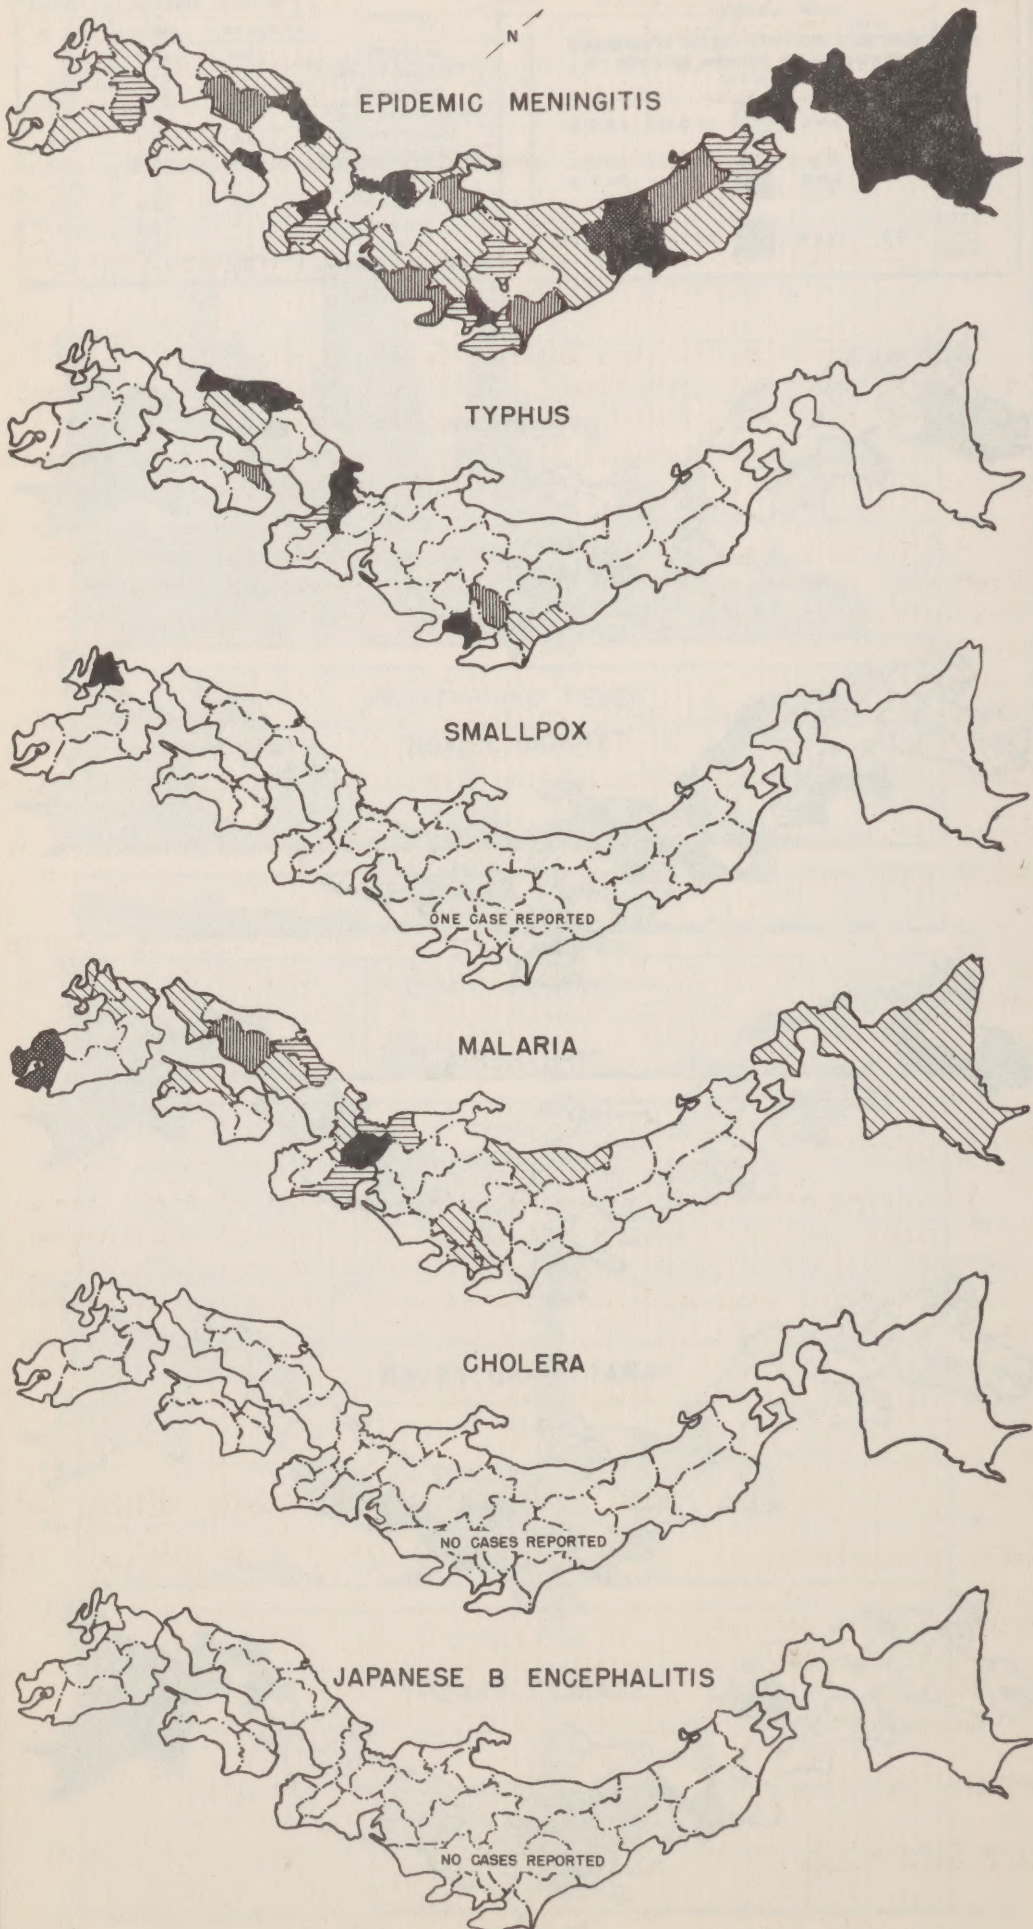 N
EPIDEMIC MENINGITIS
TYPHUS
SMALLPOX
ONE CASE REPORTED
MALARIA
CHOLERA
NO CASES REPORTED
JAPANESE B ENCEPHALITIS
NO CASES REPORTED